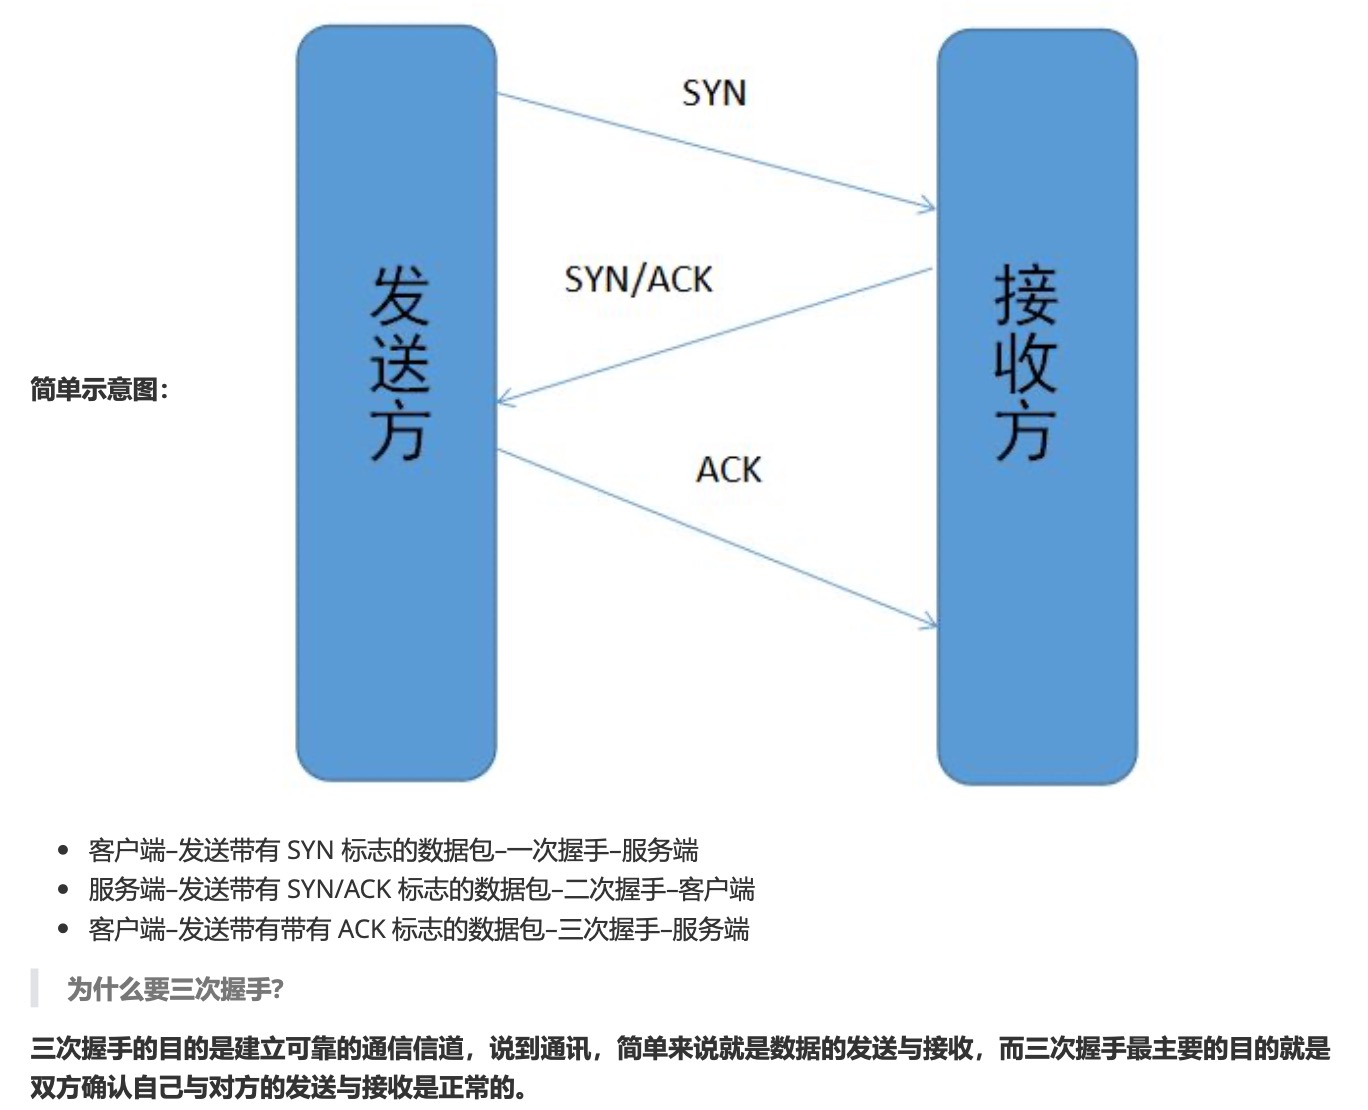 SYN
SYN/ACK
ACK
发送方
接收方
简单示意图：
客户端–发送带有 SYN 标志的数据包–一次握手–服务端
服务端–发送带有 SYN/ACK 标志的数据包–二次握手–客户端
客户端–发送带有带有 ACK 标志的数据包–三次握手–服务端
为什么要三次握手?
三次握手的目的是建立可靠的通信信道，说到通讯，简单来说就是数据的发送与接收，而三次握手最主要的目的就是
双方确认自己与对方的发送与接收是正常的。